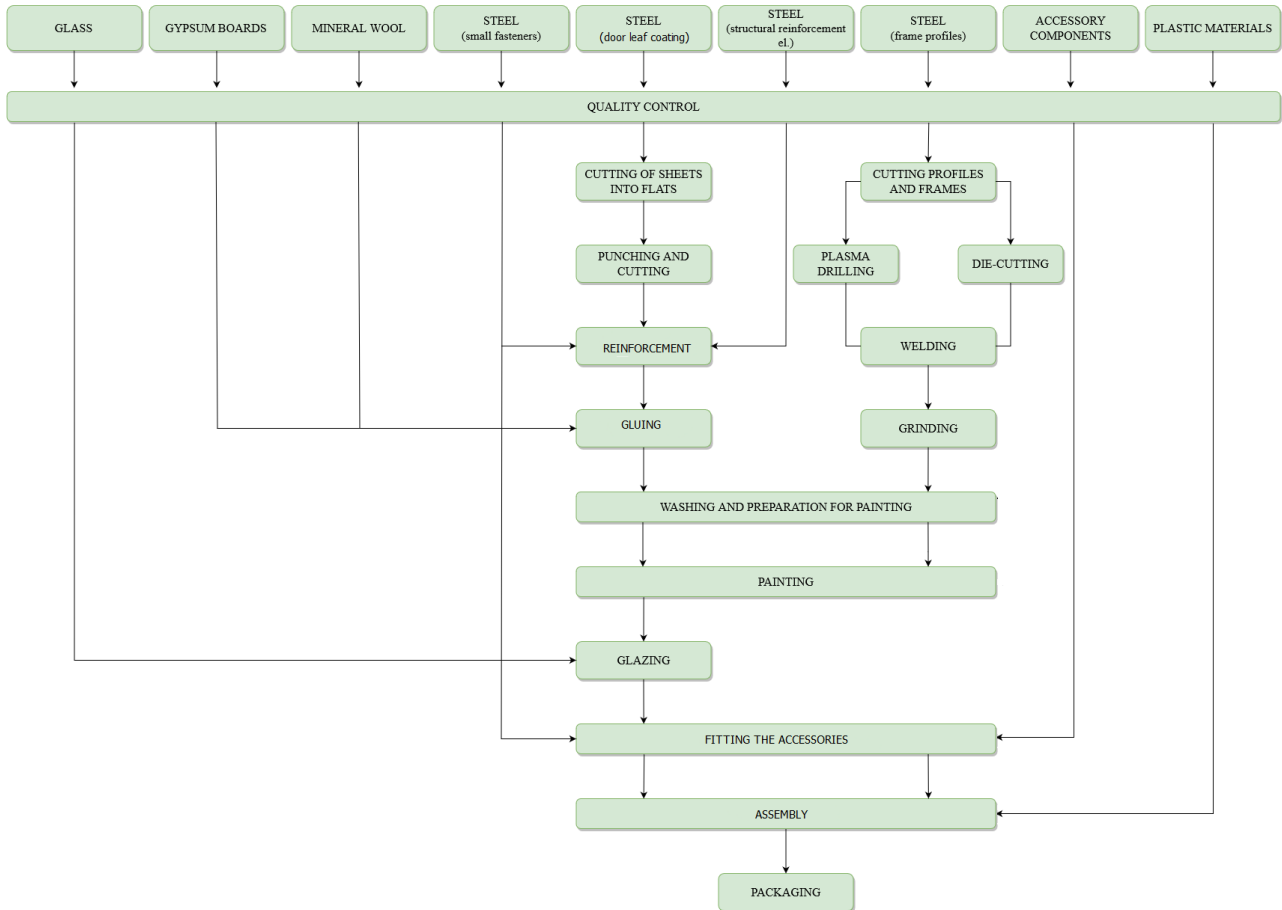 GLASS
GYPSUM BOARDS
MINERAL WOOL
STEEL
(small fasteners)
STEEL
(door leaf coating)
STEEL
(structural reinforcement
el.)
STEEL
(frame profiles)
ACCESSORY
COMPONENTS
PLASTIC MATERIALS
QUALITY CONTROL
CUTTING OF SHEETS
INTO FLATS
CUTTING PROFILES
AND FRAMES
PUNCHING AND
CUTTING
PLASMA
DRILLING
DIE-CUTTING
REINFORCEMENT
WELDING
GLUING
GRINDING
WASHING AND PREPARATION FOR PAINTING
PAINTING
GLAZING
FITTING THE ACCESSORIES
ASSEMBLY
PACKAGING